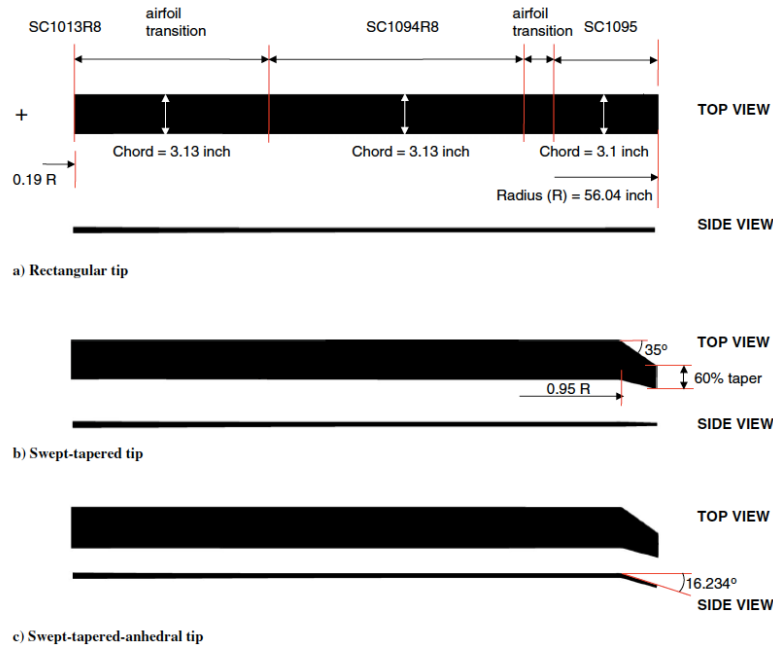 airfoil
transition
SC1013R8
SC1094R8
airfoil
transition
SC1095
+
TOP VIEW
Chord = 3.13 inch
Chord = 3.13 inch
Chord = 3.1 inch
0.19 R
Radius (R) = 56.04 inch
SIDE VIEW
a) Rectangular tip
TOP VIEW
35º
60% taper
0.95 R
SIDE VIEW
b) Swept-tapered tip
TOP VIEW
16.234º
SIDE VIEW
c) Swept-tapered-anhedral tip